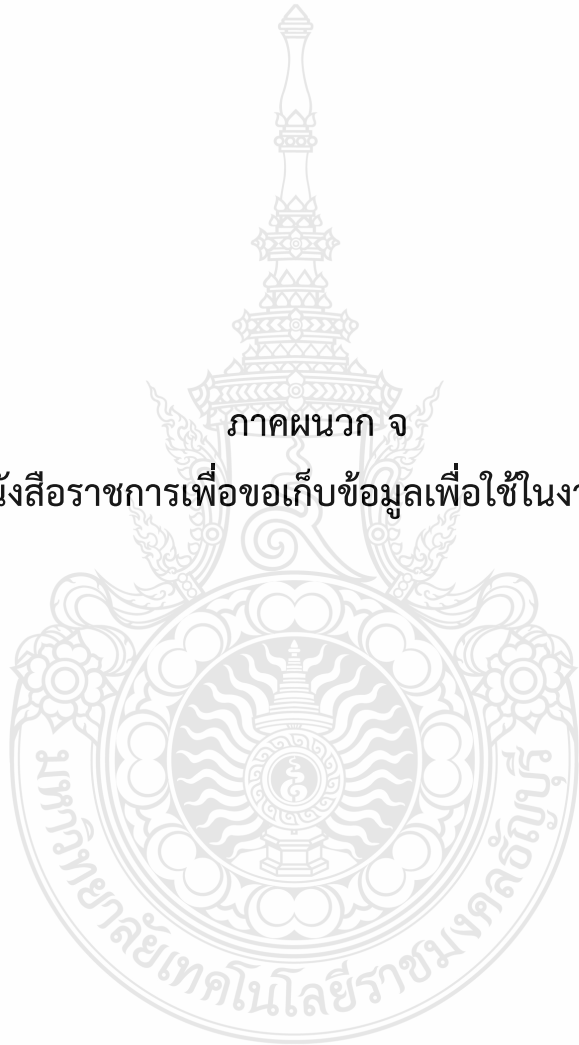 ภาคผนวก จ
ังสือราชการเพื่อขอเก็บข้อมูลเพื่อใช้ในง
มหาวิทยาลัยเทคโนโลยีราชมงคลธัญบุรี